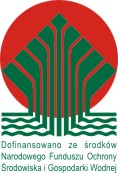 Dofinansowano ze środków
Narodowego Funduszu Ochrony
Środowiska i Gospodarki Wodnej